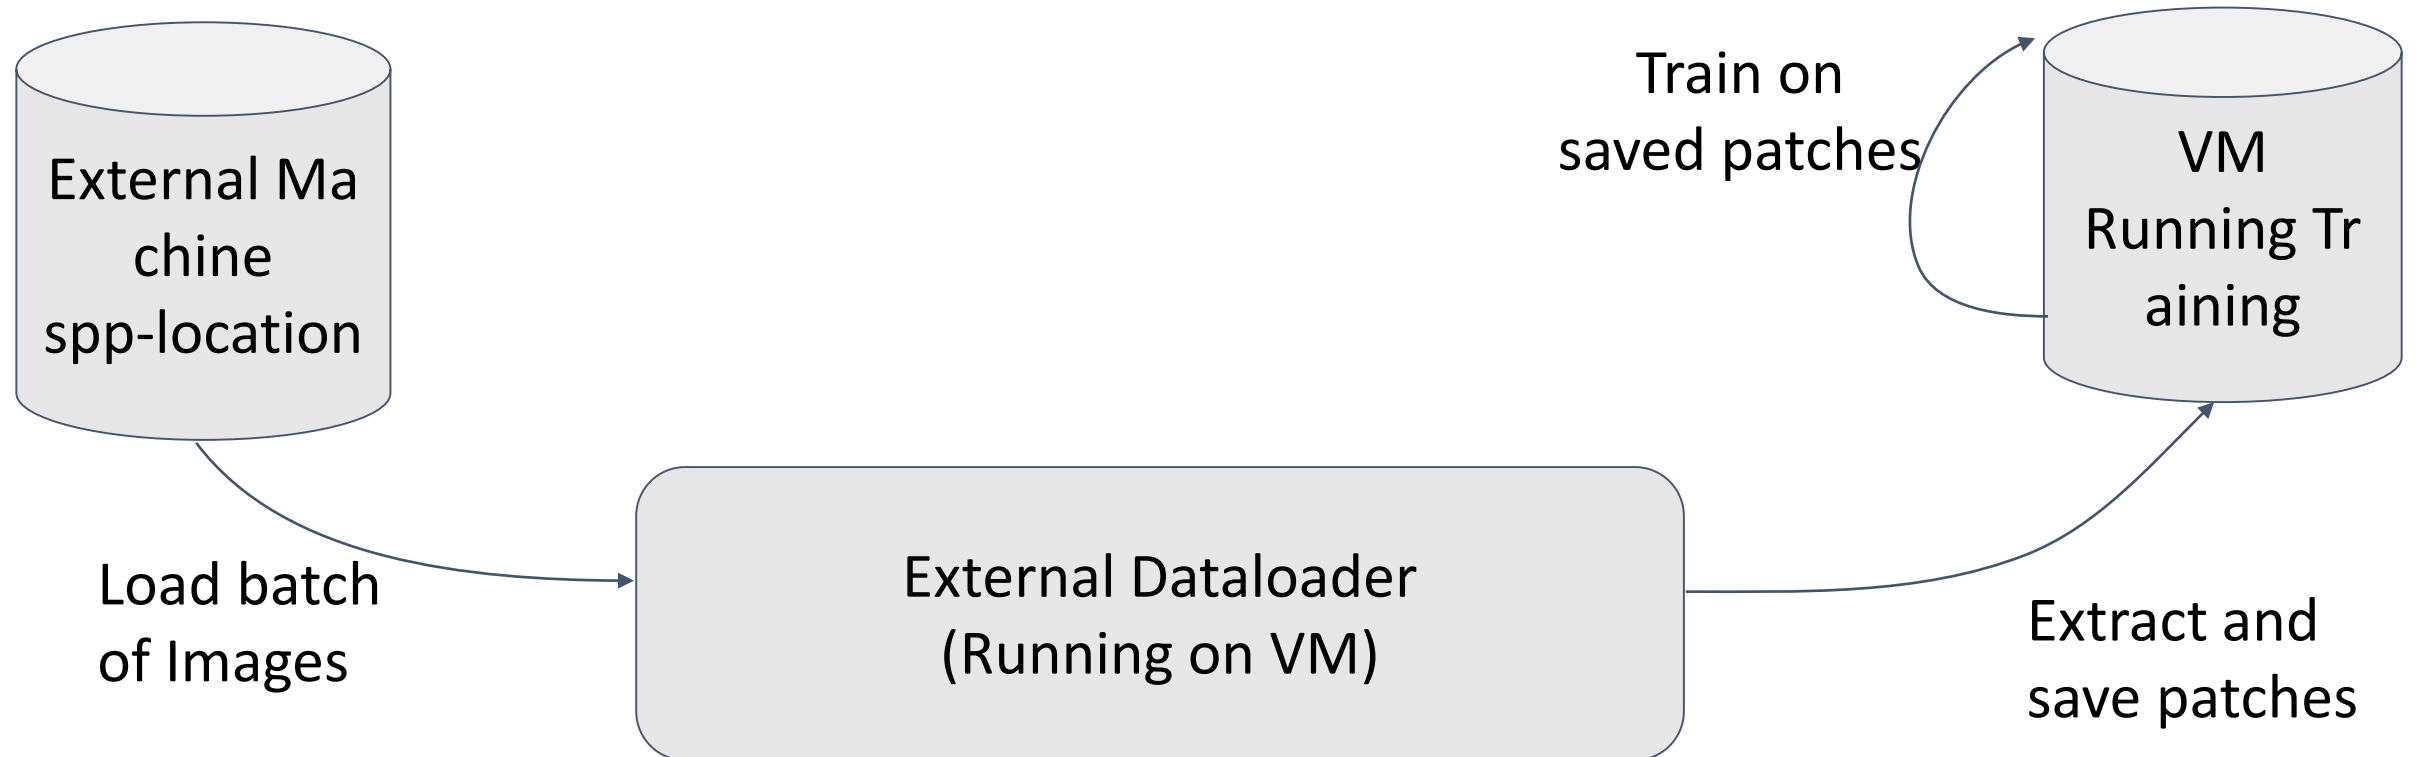 External Ma
chine
spp-location
Train on
saved patches
VM
Running Tr
aining
Load batch
of Images
External Dataloader
(Running on VM)
Extract and
save patches